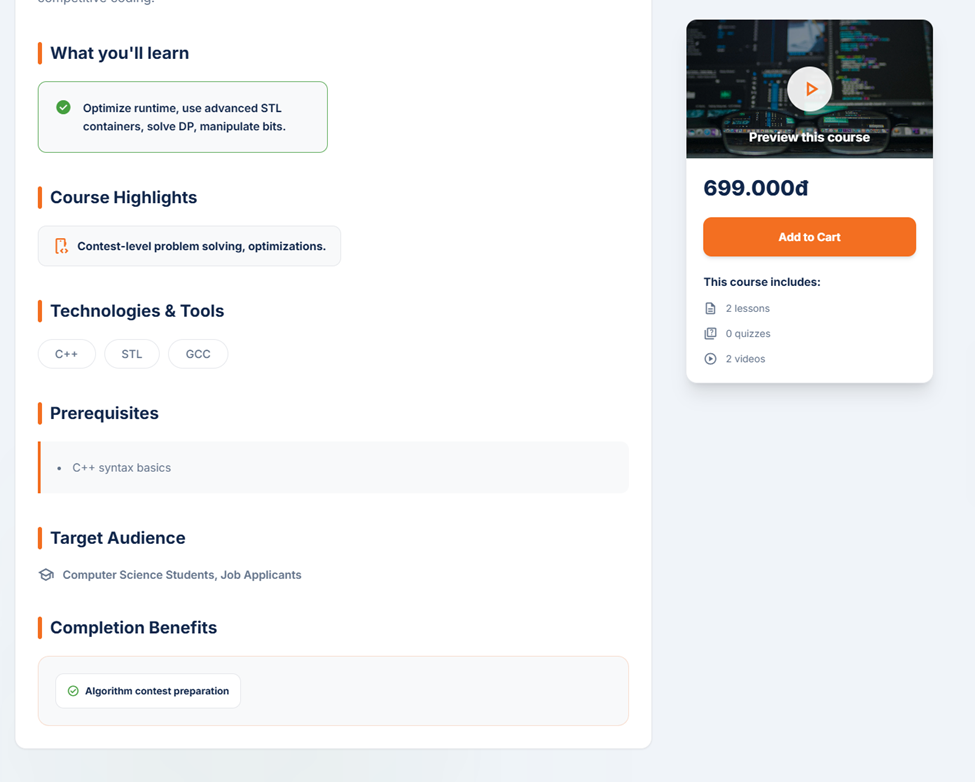 competitive coding.
What you'll learn
Optimize runtime, use advanced STL
containers, solve DP, manipulate bits.
Course Highlights
Contest-level problem solving, optimizations.
Technologies & Tools
C++ STL GCC
Prerequisites
• C++ syntax basics
Target Audience
Computer Science Students, Job Applicants
Completion Benefits
Algorithm contest preparation
Preview this course
699.000đ
Add to Cart
This course includes:
2 lessons
0 quizzes
2 videos